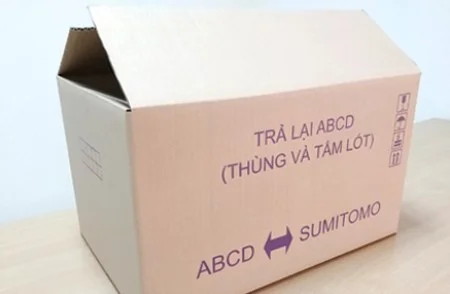 TRẢ LẠI ABCD
(THÙNG VÀ TẤM LÓT)
ABCD SUMITOMO